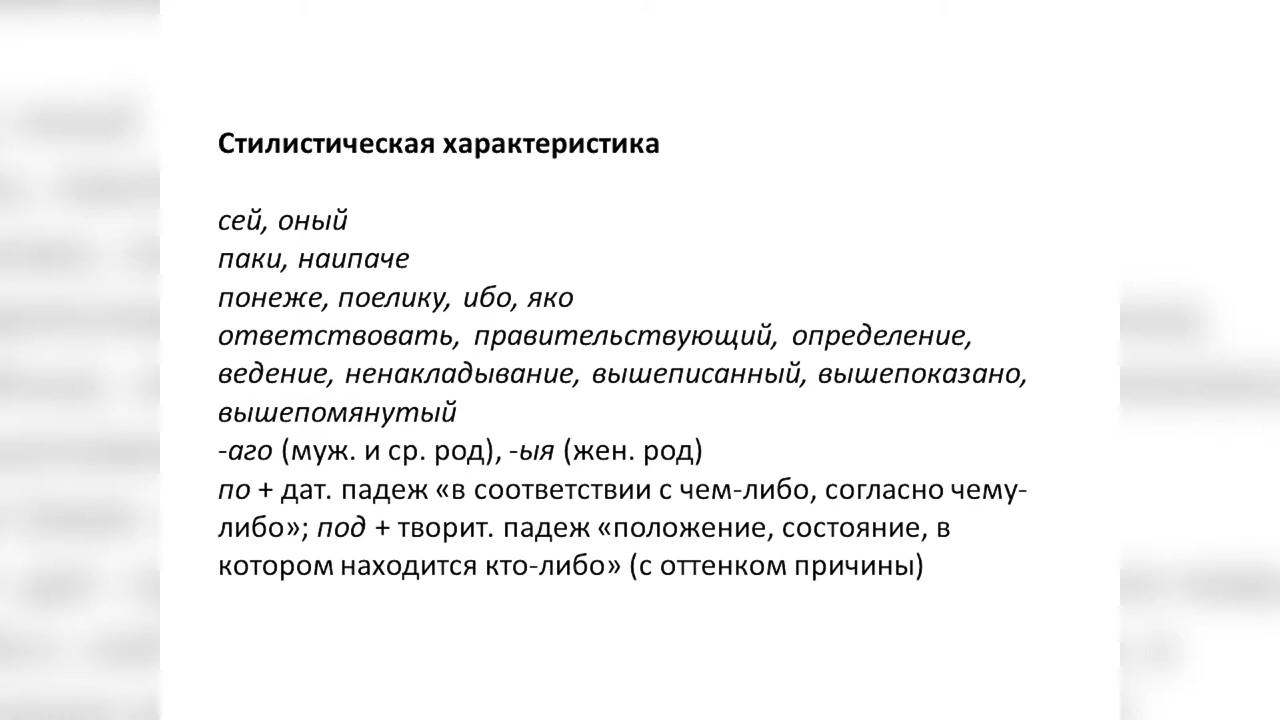 Стилистическая характеристика
сей, оный
паки, наипаче
понеже, поелику, ибо, яко
ответствовать, правительствующий, определение,
ведение, ненакладывание, вышеписанный, вышепоказано,
вышепомянутый
-аго (муж. и ср. род), -ыя (жен. род)
по + дат. падеж «в соответствии с чем-либо, согласно чему-
либо»; под + творит. падеж «положение, состояние, в
котором находится кто-либо» (с оттенком причины)